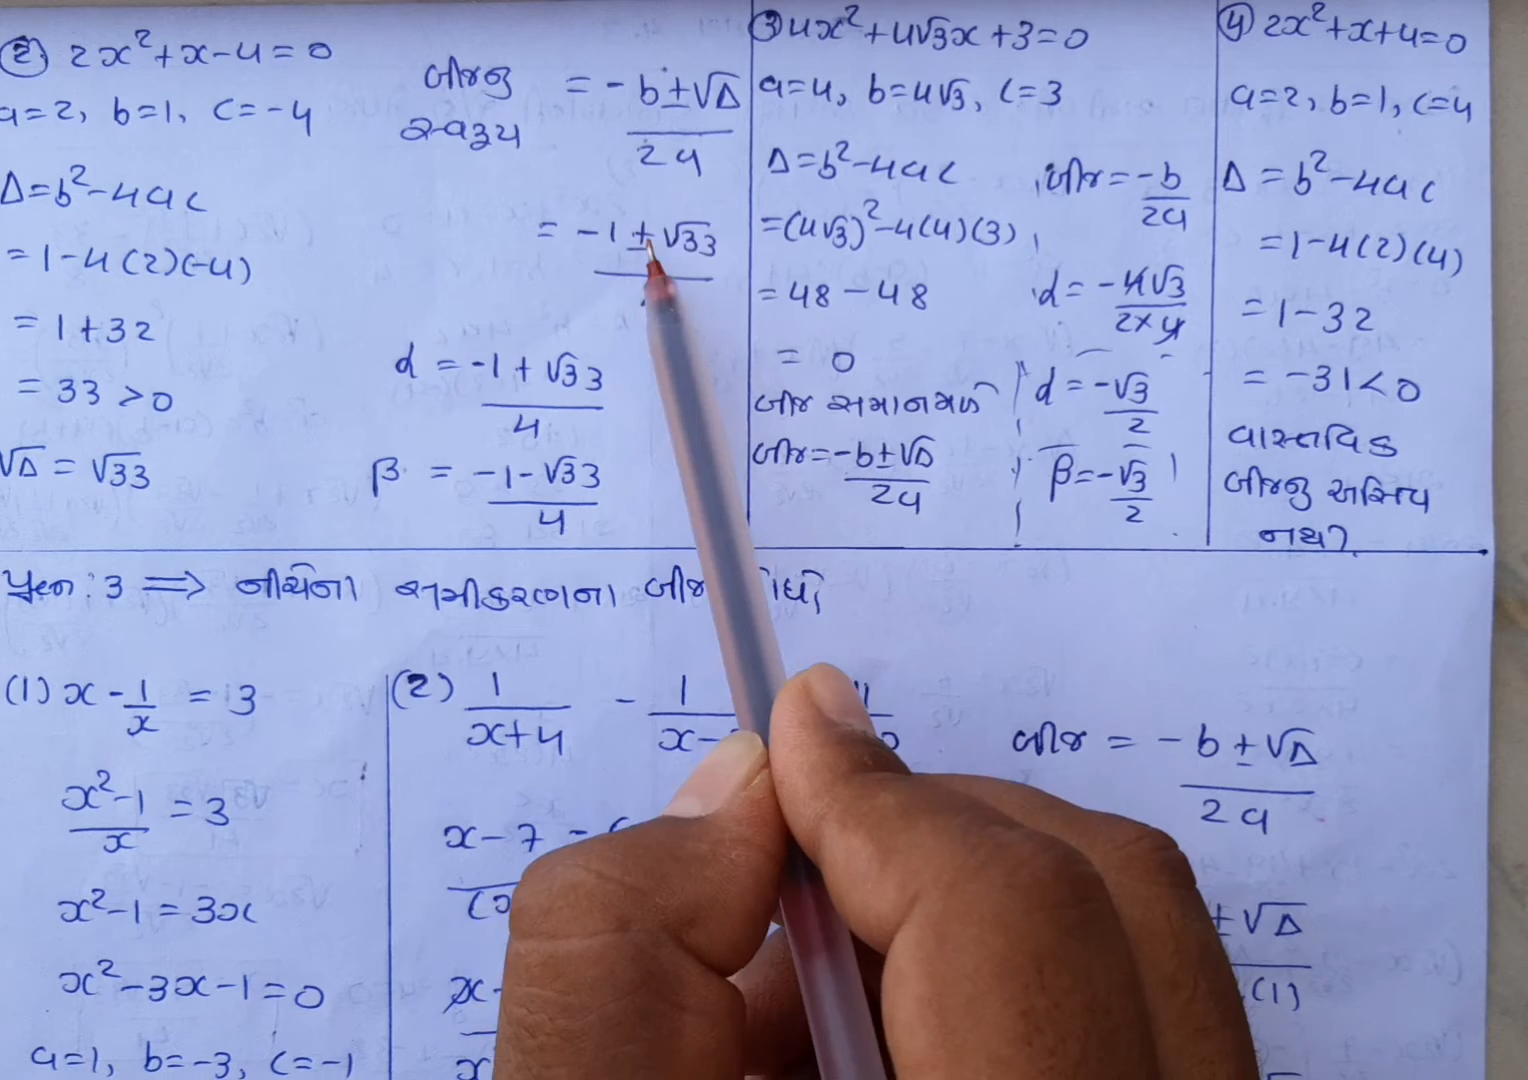 (2) 2x²+x-4=0
a=2, b=1, c=-4
Δ=b²-4ac
=1-4(2)(-4)
= 1+32
= 33>0
√Δ = √33
બીજનું = -b±√Δ
2a
= -1±√33
α = -1+√33
4
β = -1-√33
4
(3) 4x²+4√3x+3=0
a=4, b=4√3, c=3
Δ=b²-4ac
=(4√3)²-4(4)(3)
=48-48
= 0
બીજ સમાન મળે
બીજ=-b±√Δ
2a
બીજ=-b
2a
α=-4√3
2×4
α=-√3
2
β=-√3
2
(4) 2x²+x+4=0
a=2, b=1, c=4
Δ=b²-4ac
=1-4(2)(4)
=1-32
= -31<0
વાસ્તવિક
બીજનું અસ્તિત્વ
નથી.
: 3 ⇒ નીચેના સમીકરણના બીજ
(1) x-1/x = 3
x²-1/x = 3
x²-1=3x
x²-3x-1=0
a=1, b=-3, c=-1
(2) 1/x+4 - 1
x-7
બીજ = -b±√Δ
2a
±√Δ
(1)